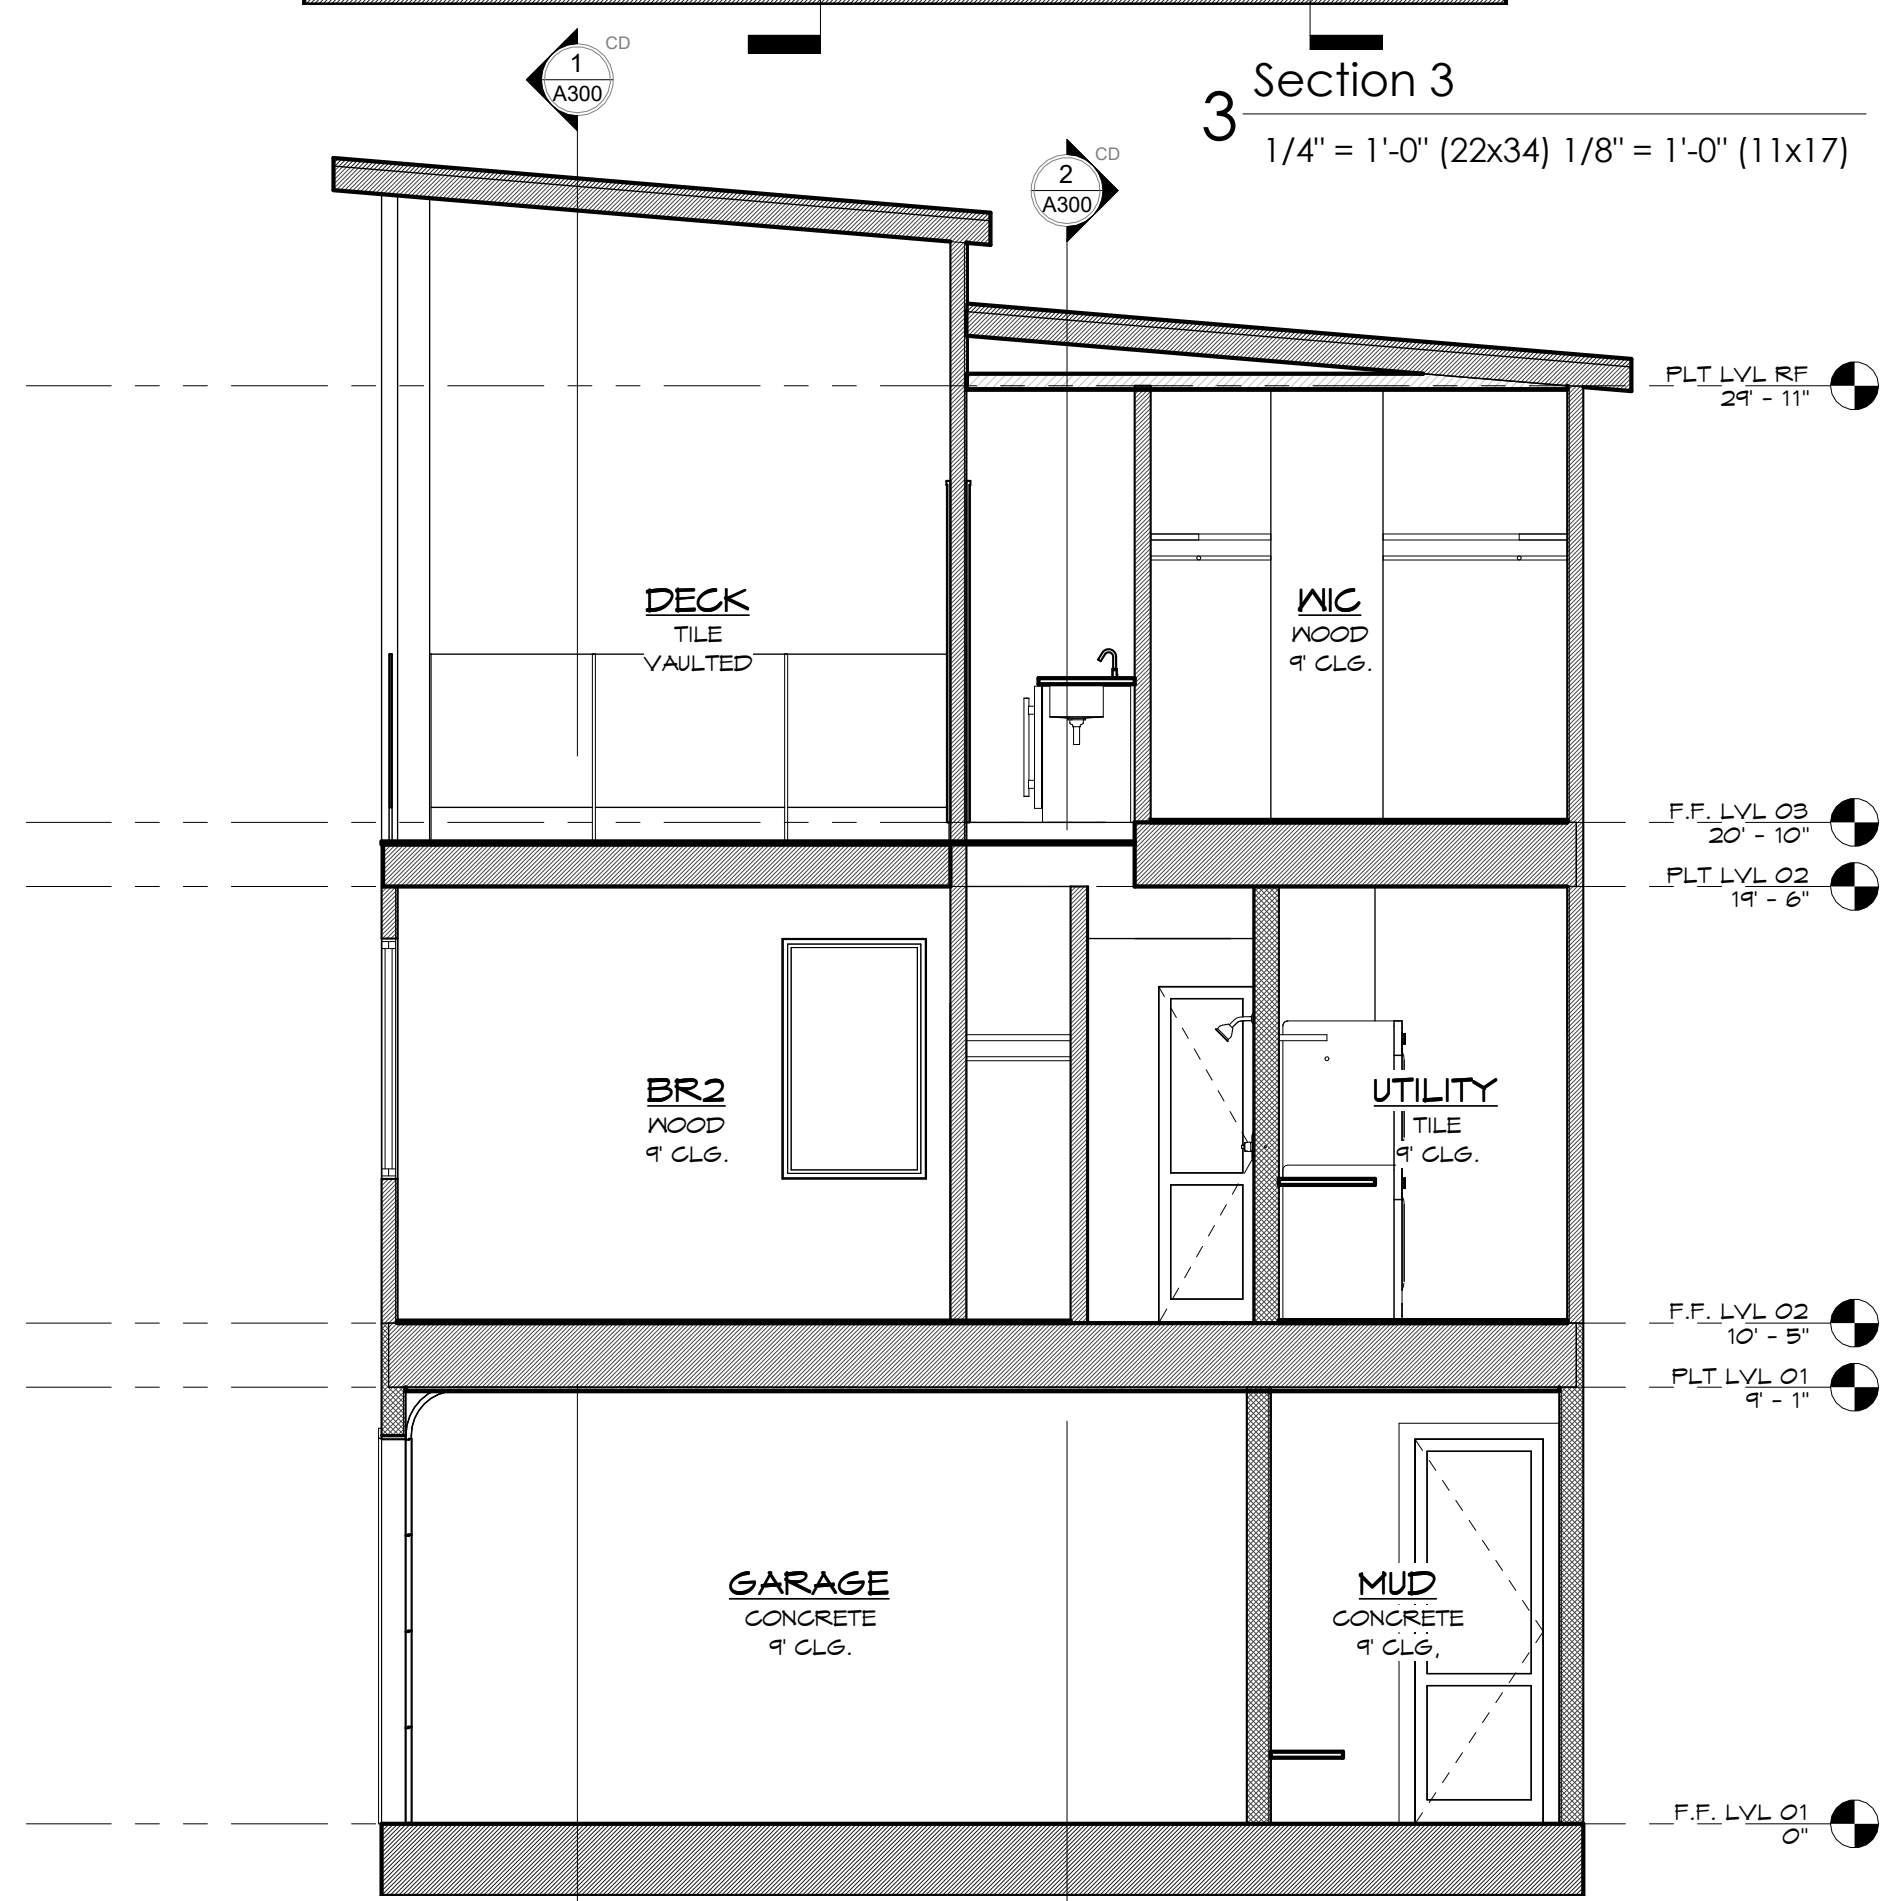 CD
1
A300
Section 3
3
1/4" = 1'-0" (22x34) 1/8" = 1'-0" (11x17)
CD
2
A300
PLT LVL RF
29' - 11"
DECK
TILE
VAULTED
WIC
WOOD
9' CLG.
F.F. LVL 03
20' - 10"
PLT LVL 02
19' - 6"
BR2
WOOD
9' CLG.
UTILITY
TILE
9' CLG.
F.F. LVL 02
10' - 5"
PLT LVL 01
9' - 1"
GARAGE
CONCRETE
9' CLG.
MUD
CONCRETE
9' CLG,
F.F. LVL 01
0"